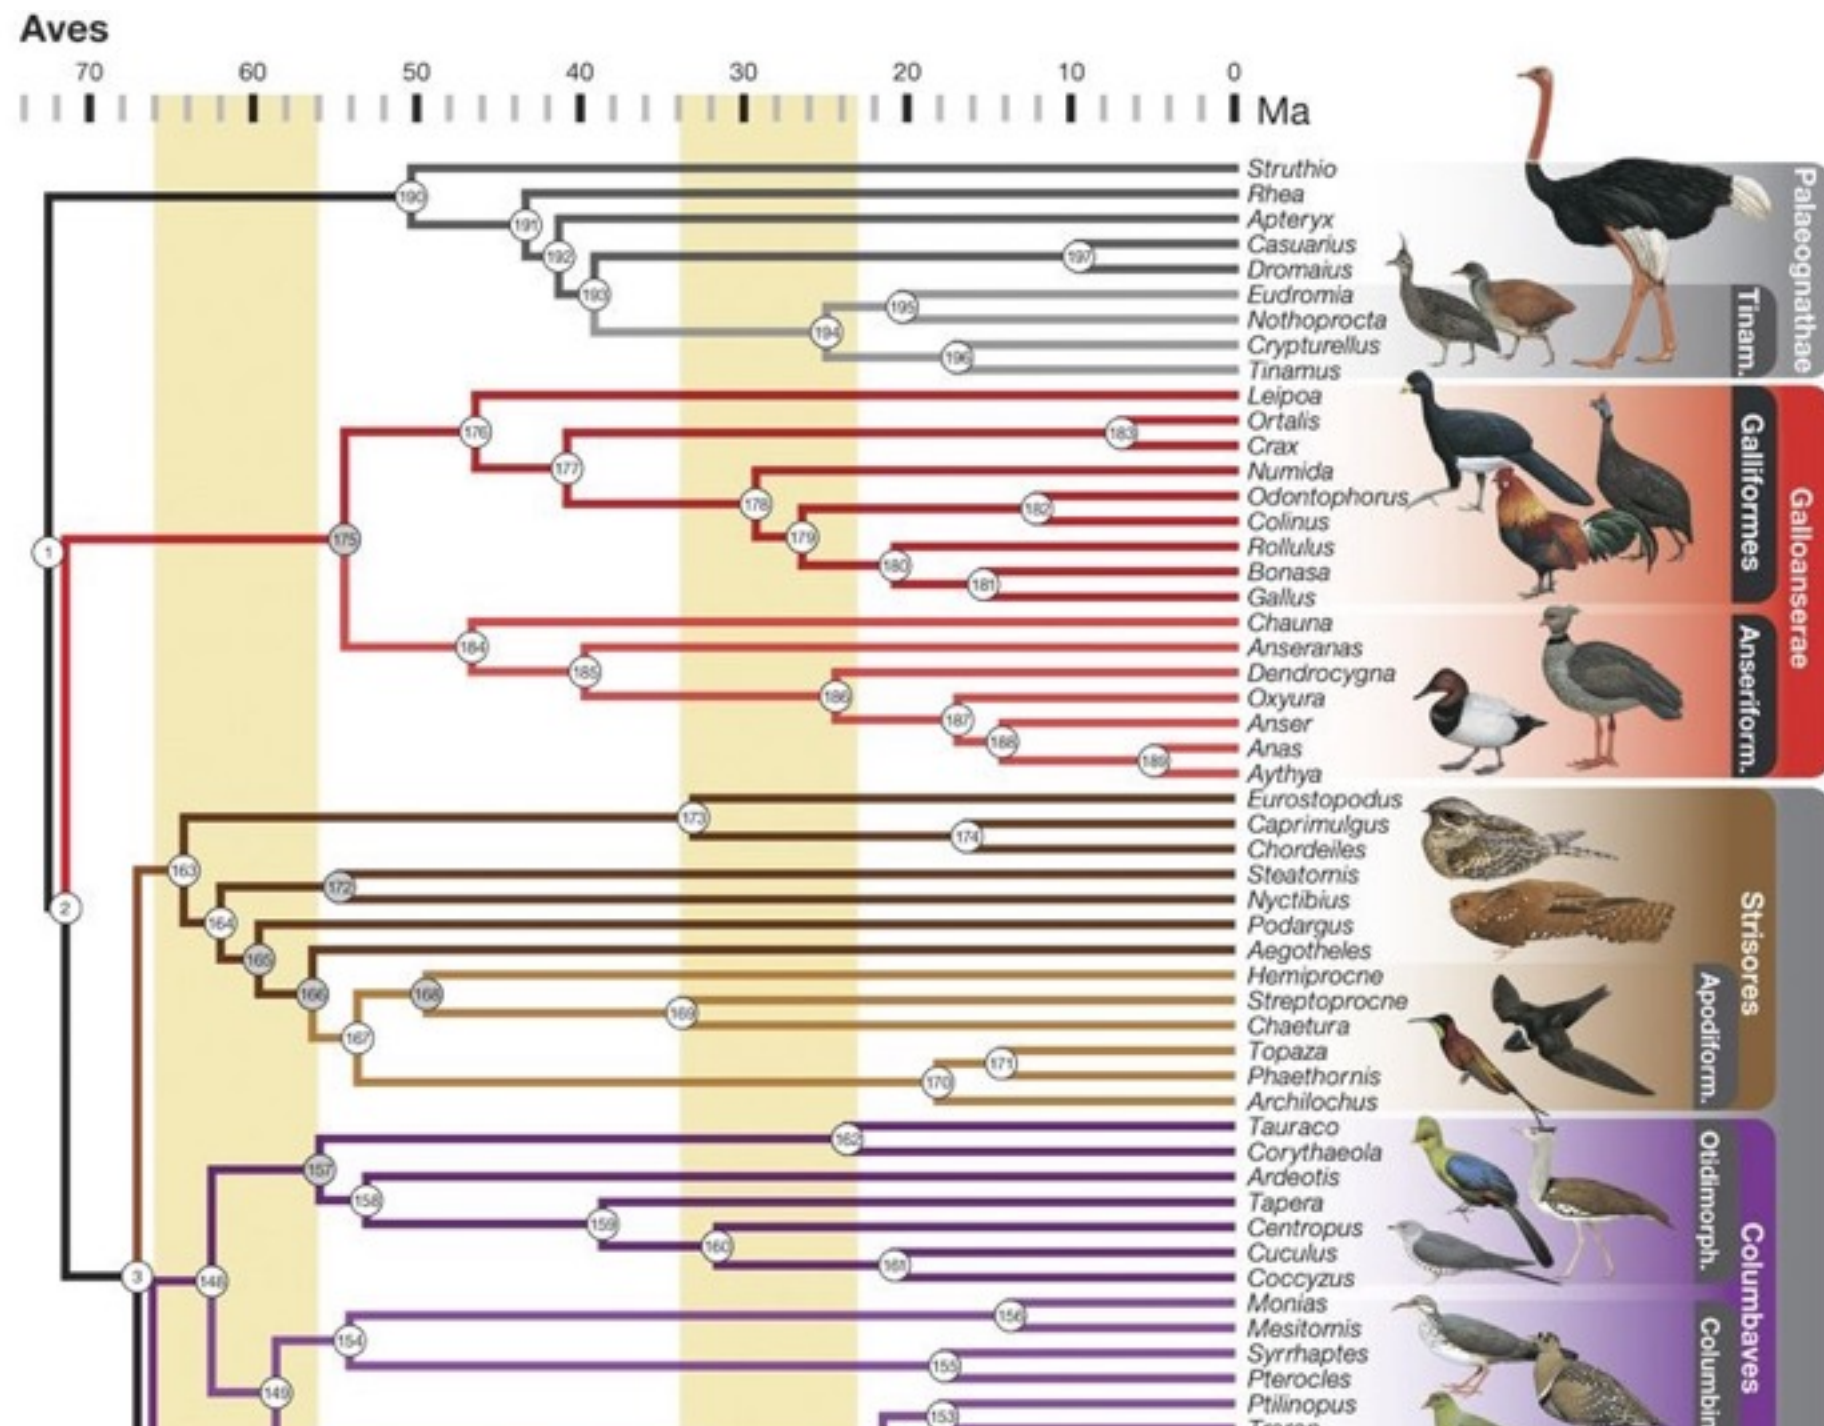 Aves
70 60 50 40 30 20 10 0
Ma
Struthio
190
Rhea
191
Apteryx
192
Casuarius
197
Dromaius
193
Eudromia
195
Nothoprocta
194
Crypturellus
196
Tinamus
Palaeognathae
Tinam.
Leipoa
176
Ortalis
183
Crax
177
Numida
178
Odontophorus
182
Colinus
179
Rollulus
180
Bonasa
181
Gallus
175
1
Galliformes
Galloanserae
Chauna
184
Anseranas
185
Dendrocygna
186
Oxyura
187
Anser
188
Anas
189
Aythya
Anseriform.
Eurostopodus
173
Caprimulgus
174
Chordeiles
163
Steatornis
172
Nyctibius
2
164
Podargus
165
Aegotheles
166
Hemiprocne
168
Streptoprocne
169
Chaetura
167
Topaza
171
Phaethornis
170
Archilochus
Strisores
Apodiform.
Tauraco
162
Corythaeola
157
Ardeotis
158
Tapera
159
Centropus
160
Cuculus
161
Coccyzus
3
148
Otidimorph.
Columbaves
Monias
156
Mesitornis
154
Syrrhaptes
155
Pterocles
149
Ptilinopus
153
Columbin